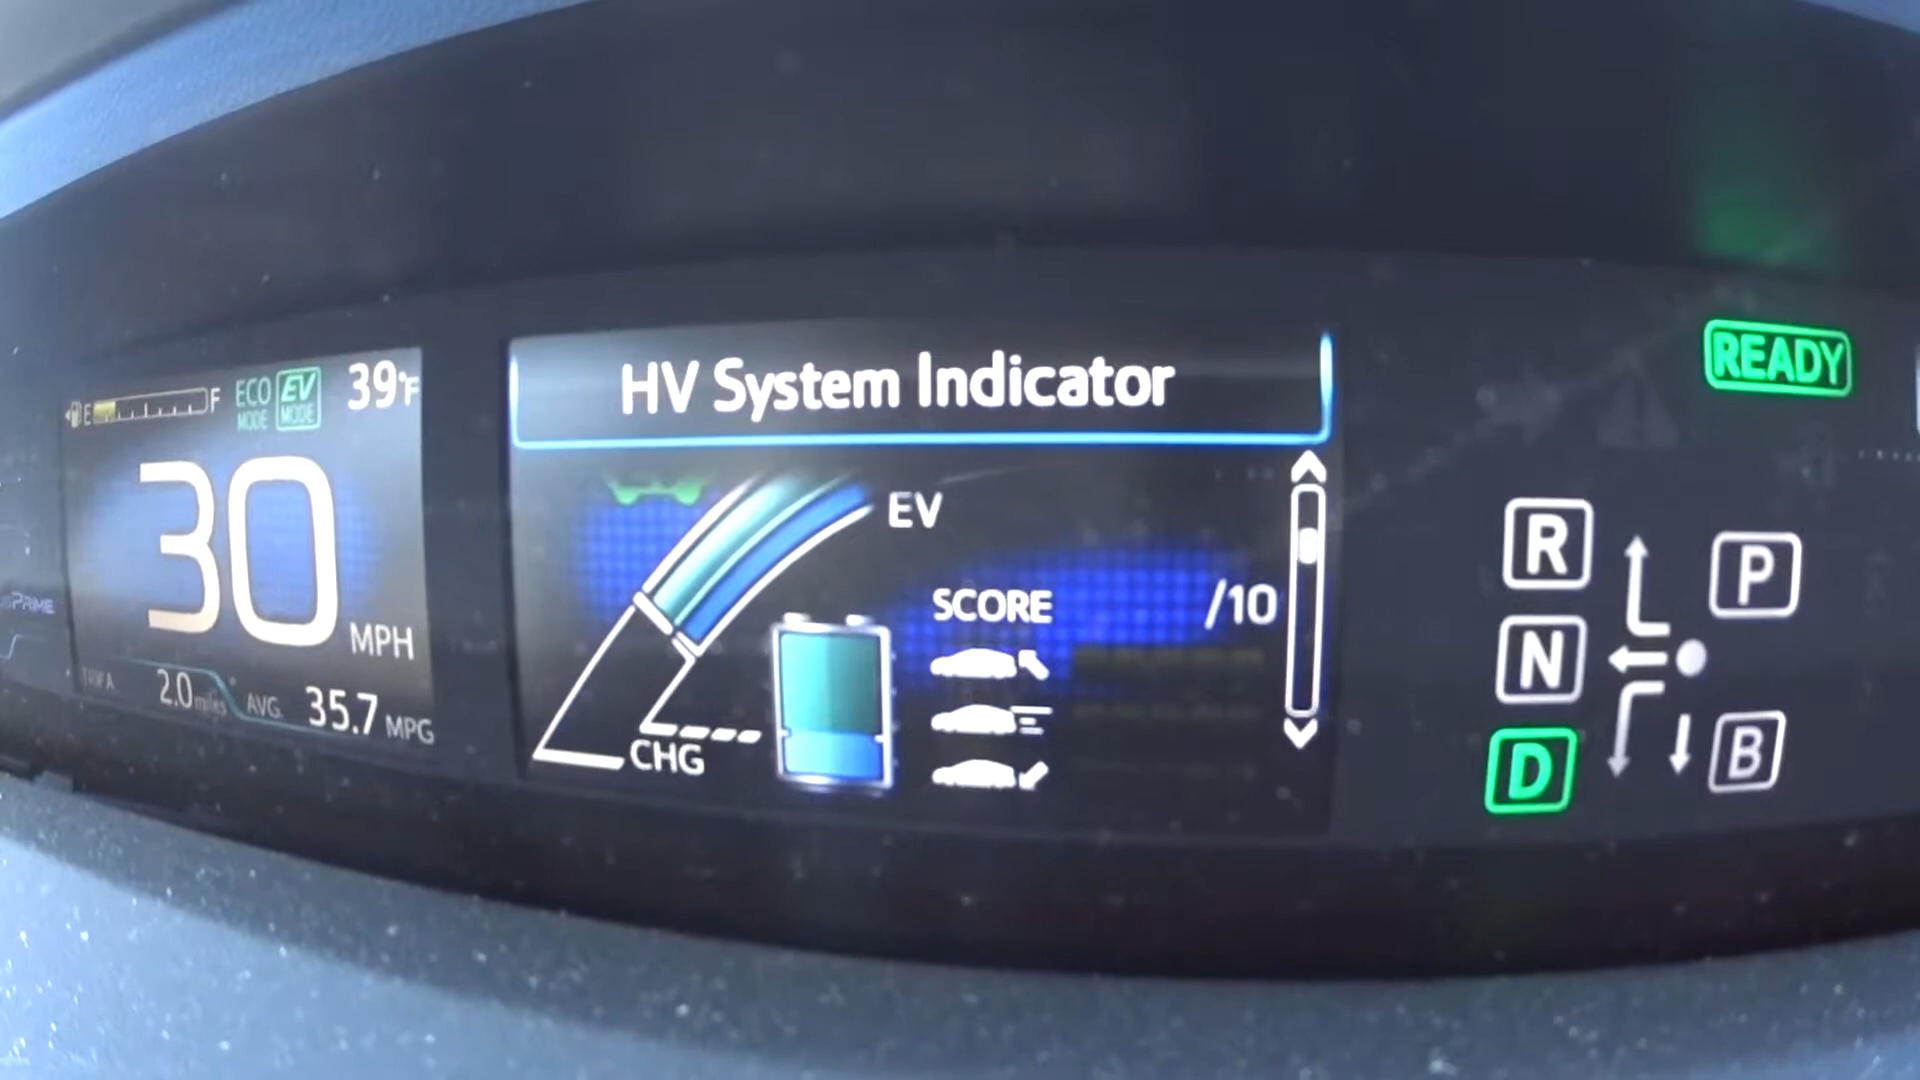 E F ECO MODE EV MODE 39°F
30 MPH
PRIME
2.0 miles AVG. 35.7 MPG
HV System Indicator
EV
SCORE /10
CHG
READY
R P
N
D B